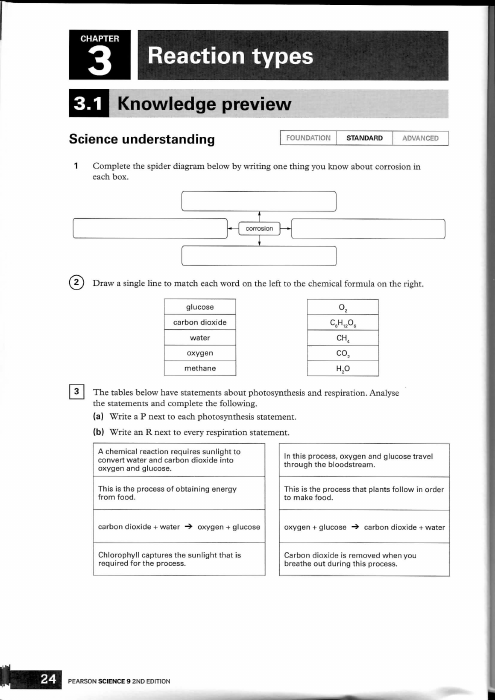 CHAPTER
3
Reaction types
3.1 Knowledge preview
Science understanding
FOUNDATION STANDARD ADVANCED
1 Complete the spider diagram below by writing one thing you know about corrosion in
each box.
corrosion
2 Draw a single line to match each word on the left to the chemical formula on the right.
glucose
carbon dioxide
water
oxygen
methane
O₂
C₆H₁₂O₆
CH₄
CO₂
H₂O
3 The tables below have statements about photosynthesis and respiration. Analyse
the statements and complete the following.
(a) Write a P next to each photosynthesis statement.
(b) Write an R next to every respiration statement.
A chemical reaction requires sunlight to
convert water and carbon dioxide into
oxygen and glucose.
This is the process of obtaining energy
from food.
carbon dioxide + water → oxygen + glucose
Chlorophyll captures the sunlight that is
required for the process.
In this process, oxygen and glucose travel
through the bloodstream.
This is the process that plants follow in order
to make food.
oxygen + glucose → carbon dioxide + water
Carbon dioxide is removed when you
breathe out during this process.
24 PEARSON SCIENCE 9 2ND EDITION